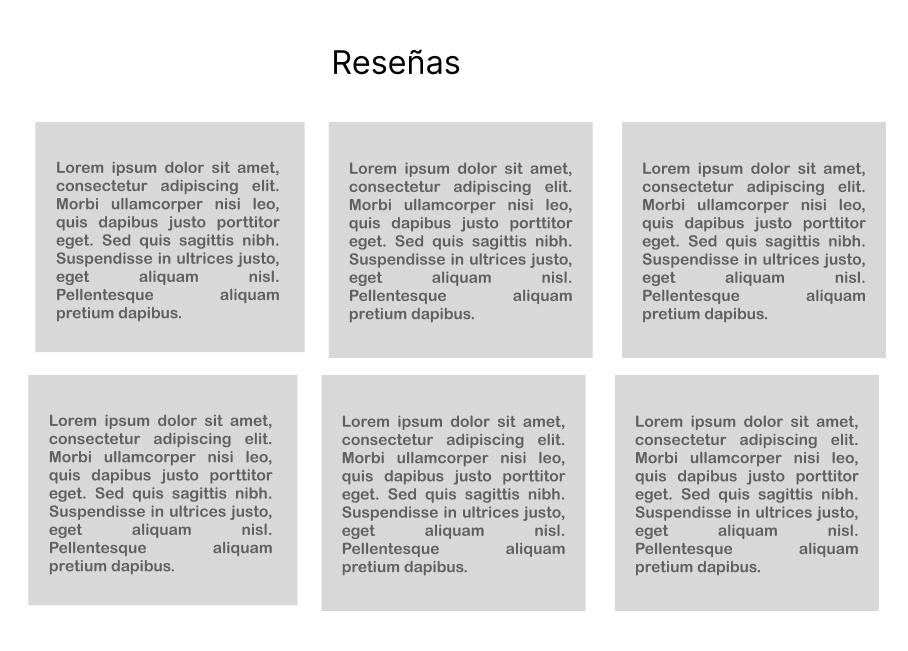 Reseñas
Lorem ipsum dolor sit amet,
consectetur adipiscing elit.
Morbi ullamcorper nisi leo,
quis dapibus justo porttitor
eget. Sed quis sagittis nibh.
Suspendisse in ultrices justo,
eget aliquam nisl.
Pellentesque aliquam
pretium dapibus.
Lorem ipsum dolor sit amet,
consectetur adipiscing elit.
Morbi ullamcorper nisi leo,
quis dapibus justo porttitor
eget. Sed quis sagittis nibh.
Suspendisse in ultrices justo,
eget aliquam nisl.
Pellentesque aliquam
pretium dapibus.
Lorem ipsum dolor sit amet,
consectetur adipiscing elit.
Morbi ullamcorper nisi leo,
quis dapibus justo porttitor
eget. Sed quis sagittis nibh.
Suspendisse in ultrices justo,
eget aliquam nisl.
Pellentesque aliquam
pretium dapibus.
Lorem ipsum dolor sit amet,
consectetur adipiscing elit.
Morbi ullamcorper nisi leo,
quis dapibus justo porttitor
eget. Sed quis sagittis nibh.
Suspendisse in ultrices justo,
eget aliquam nisl.
Pellentesque aliquam
pretium dapibus.
Lorem ipsum dolor sit amet,
consectetur adipiscing elit.
Morbi ullamcorper nisi leo,
quis dapibus justo porttitor
eget. Sed quis sagittis nibh.
Suspendisse in ultrices justo,
eget aliquam nisl.
Pellentesque aliquam
pretium dapibus.
Lorem ipsum dolor sit amet,
consectetur adipiscing elit.
Morbi ullamcorper nisi leo,
quis dapibus justo porttitor
eget. Sed quis sagittis nibh.
Suspendisse in ultrices justo,
eget aliquam nisl.
Pellentesque aliquam
pretium dapibus.